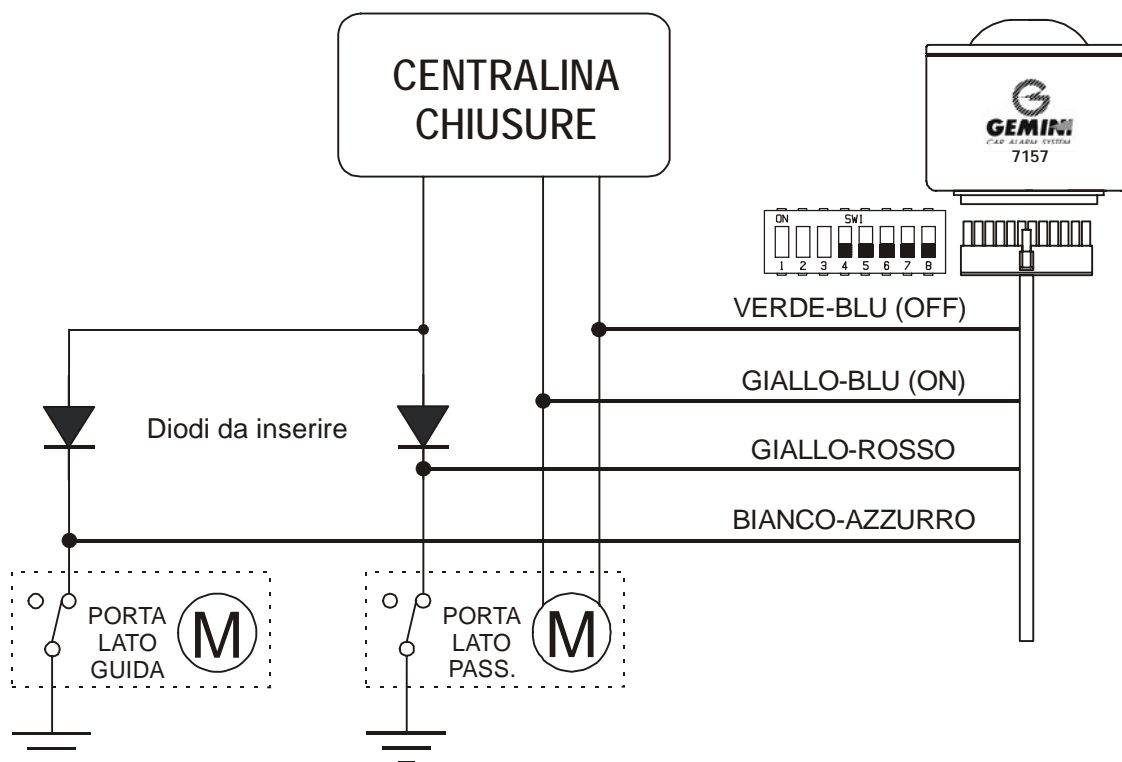 CENTRALINA
CHIUSURE
GEMINI
CAR ALARM SYSTEM
7157
ON SW1
1 2 3 4 5 6 7 8
VERDE-BLU (OFF)
GIALLO-BLU (ON)
Diodi da inserire
GIALLO-ROSSO
BIANCO-AZZURRO
PORTA
LATO
GUIDA
M
PORTA
LATO
PASS.
M